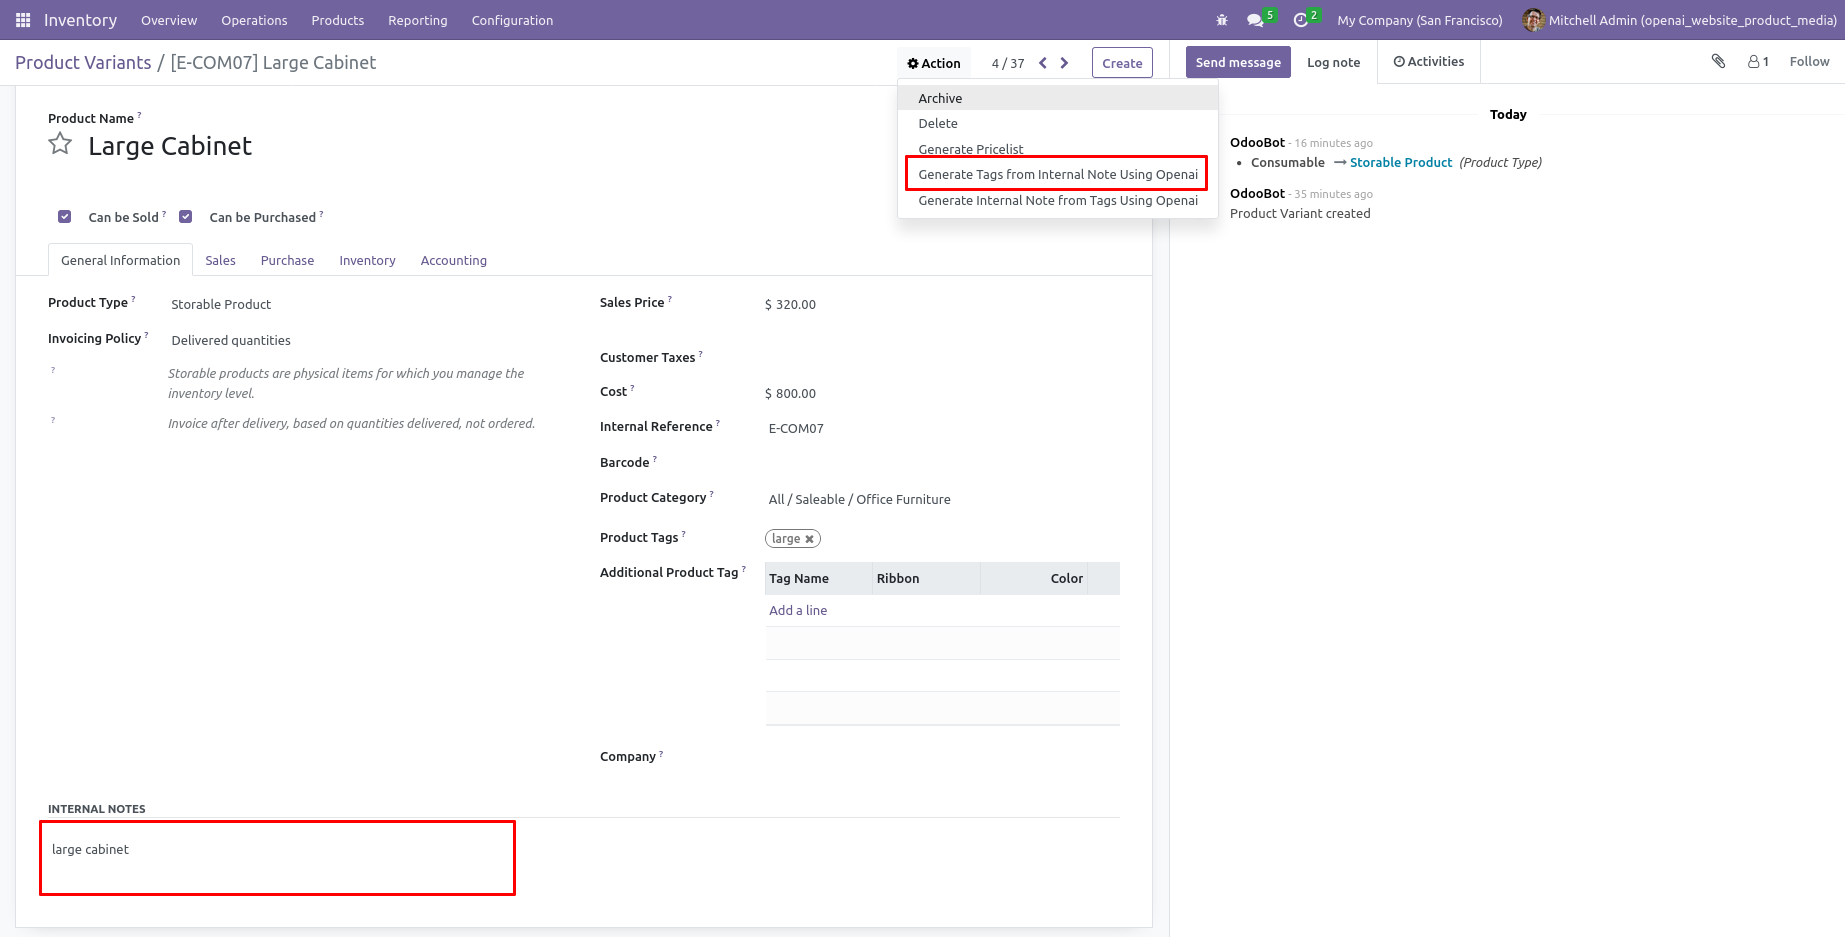 Inventory Overview Operations Products Reporting Configuration 5 2 My Company (San Francisco) Mitchell Admin (openai_website_product_media)
Product Variants / [E-COM07] Large Cabinet Action 4 / 37 Create Send message Log note Activities 1 Follow
Archive
Delete
Generate Pricelist
Generate Tags from Internal Note Using Openai
Generate Internal Note from Tags Using Openai
Product Name ?
Large Cabinet
Can be Sold ? Can be Purchased ?
General Information Sales Purchase Inventory Accounting
Product Type ? Storable Product
Invoicing Policy ? Delivered quantities
? Storable products are physical items for which you manage the
inventory level.
? Invoice after delivery, based on quantities delivered, not ordered.
Sales Price ? $ 320.00
Customer Taxes ?
Cost ? $ 800.00
Internal Reference ? E-COM07
Barcode ?
Product Category ? All / Saleable / Office Furniture
Product Tags ? large
Additional Product Tag ? Tag Name Ribbon Color
Add a line
Company ?
INTERNAL NOTES
large cabinet
Today
OdooBot - 16 minutes ago
• Consumable → Storable Product (Product Type)
OdooBot - 35 minutes ago
Product Variant created